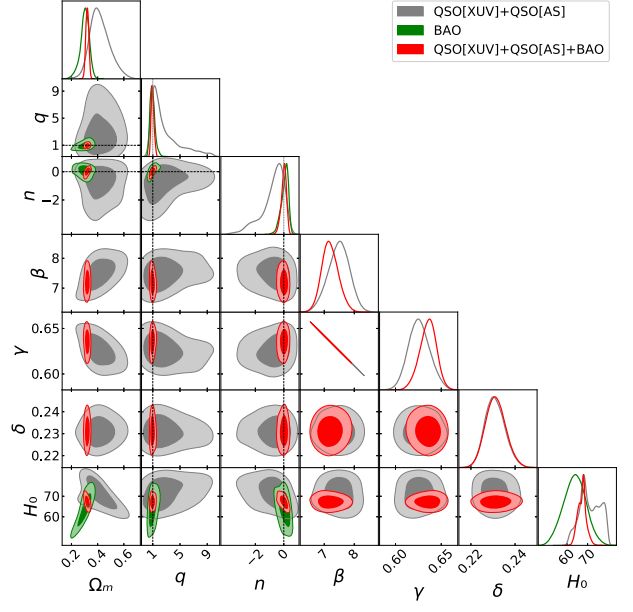 QSO[XUV]+QSO[AS]
BAO
QSO[XUV]+QSO[AS]+BAO
9
5
1
q
0
−2
n
8
7
β
0.65
0.60
γ
0.24
0.23
0.22
δ
70
60
H₀
0.2 0.4 0.6
1 5 9
−2 0
7 8
0.60 0.65
0.22 0.24
60 70
Ωₘ q n β γ δ H₀